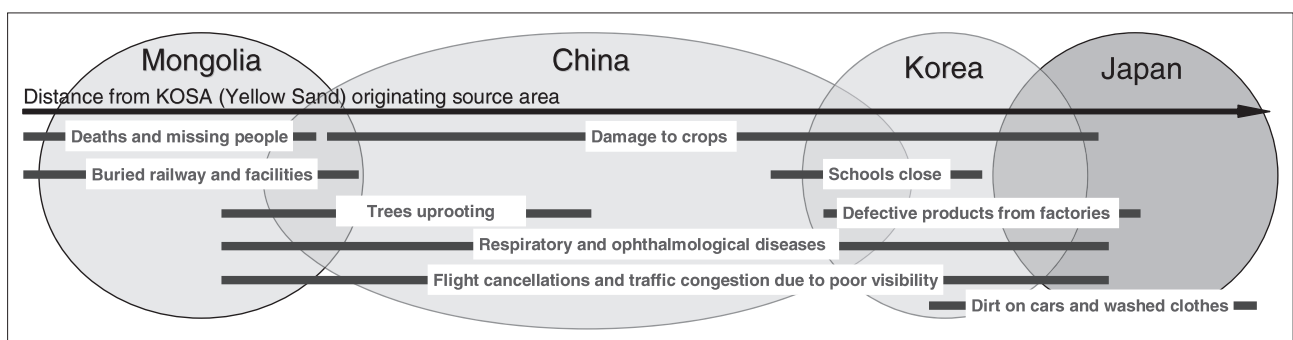 Mongolia
China
Korea
Japan
Distance from KOSA (Yellow Sand) originating source area
Deaths and missing people
Damage to crops
Buried railway and facilities
Schools close
Trees uprooting
Defective products from factories
Respiratory and ophthalmological diseases
Flight cancellations and traffic congestion due to poor visibility
Dirt on cars and washed clothes